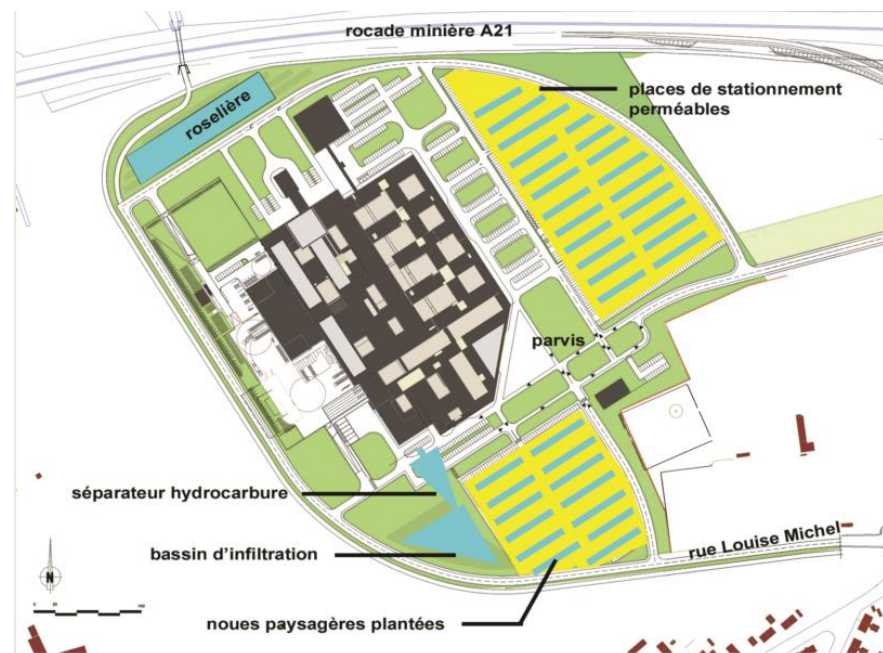 rocade minière A21
places de stationnement
perméables
roselière
parvis
séparateur hydrocarbure
bassin d'infiltration
rue Louise Michel
noues paysagères plantées
N